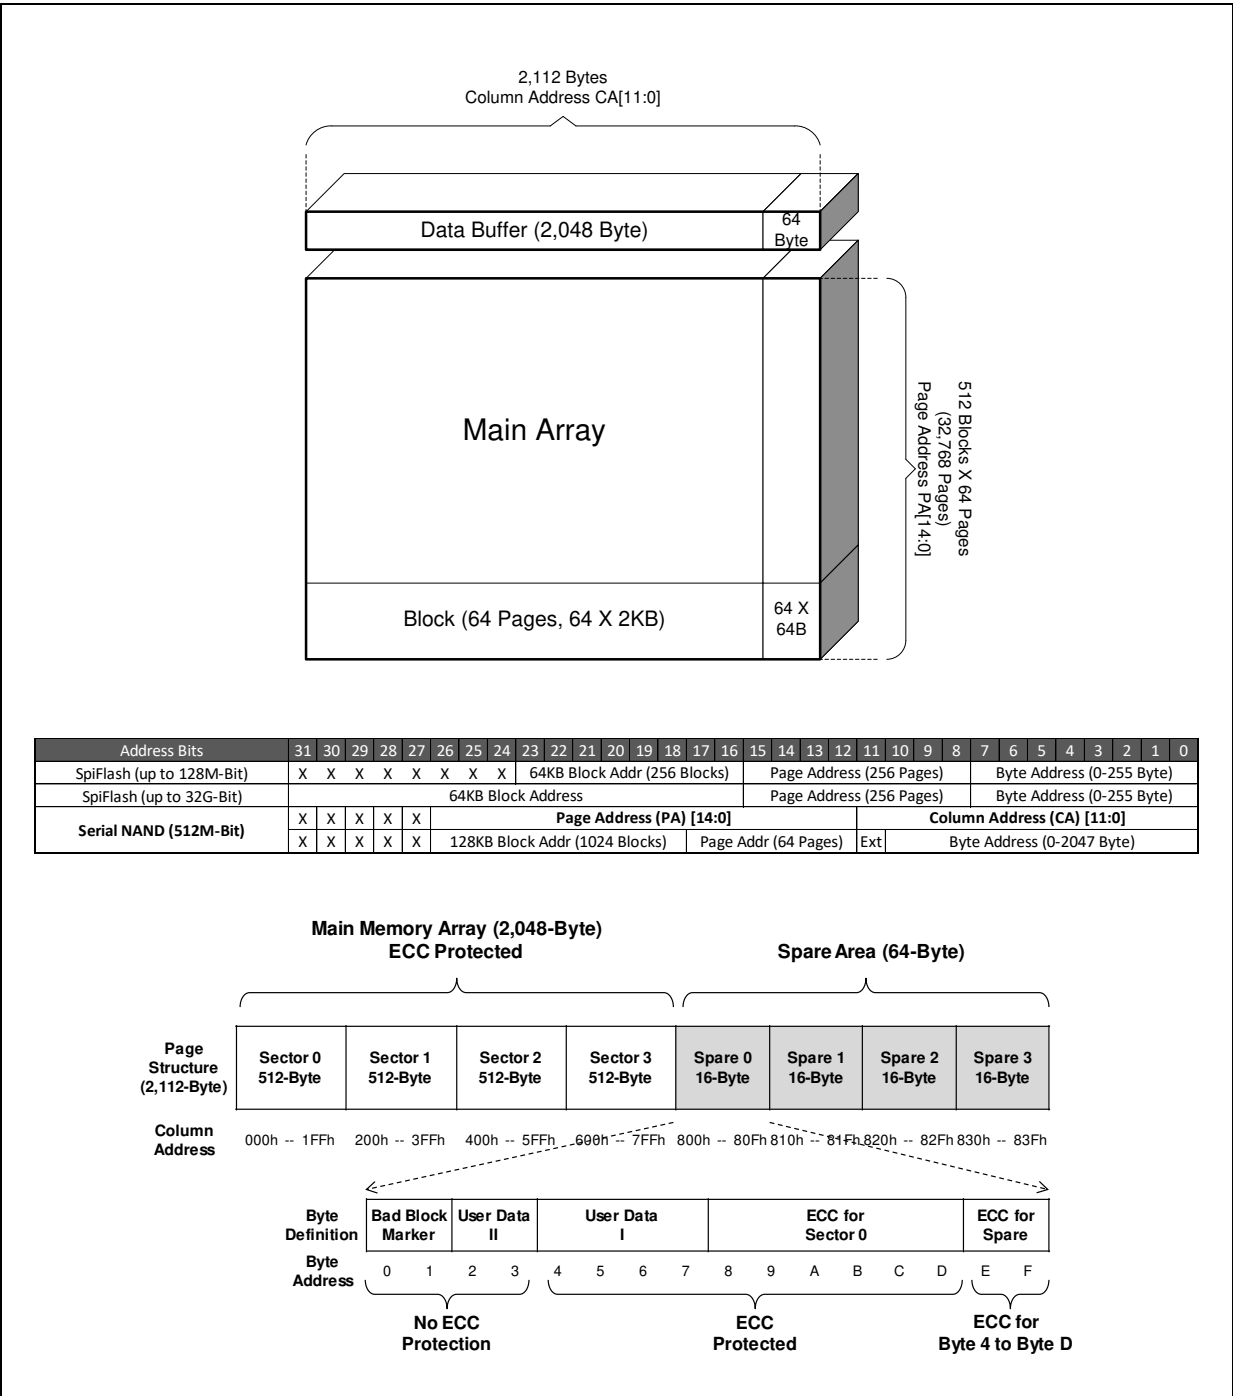 2,112 Bytes
Column Address CA[11:0]
Data Buffer (2,048 Byte)
64
Byte
Main Array
512 Blocks X 64 Pages
(32,768 Pages)
Page Address PA[14:0]
Block (64 Pages, 64 X 2KB)
64 X
64B
Address Bits 31 30 29 28 27 26 25 24 23 22 21 20 19 18 17 16 15 14 13 12 11 10 9 8 7 6 5 4 3 2 1 0
SpiFlash (up to 128M-Bit) X X X X X X X X 64KB Block Addr (256 Blocks) Page Address (256 Pages) Byte Address (0-255 Byte)
SpiFlash (up to 32G-Bit) 64KB Block Address Page Address (256 Pages) Byte Address (0-255 Byte)
Serial NAND (512M-Bit) X X X X X Page Address (PA) [14:0] Column Address (CA) [11:0]
X X X X X 128KB Block Addr (1024 Blocks) Page Addr (64 Pages) Ext Byte Address (0-2047 Byte)
Main Memory Array (2,048-Byte)
ECC Protected
Spare Area (64-Byte)
Page
Structure
(2,112-Byte)
Sector 0
512-Byte
Sector 1
512-Byte
Sector 2
512-Byte
Sector 3
512-Byte
Spare 0
16-Byte
Spare 1
16-Byte
Spare 2
16-Byte
Spare 3
16-Byte
Column
Address
000h -- 1FFh 200h -- 3FFh 400h -- 5FFh 600h -- 7FFh 800h -- 80Fh 810h -- 81Fh 820h -- 82Fh 830h -- 83Fh
Byte
Definition
Bad Block
Marker
User Data
II
User Data
I
ECC for
Sector 0
ECC for
Spare
Byte
Address
0 1 2 3 4 5 6 7 8 9 A B C D E F
No ECC
Protection
ECC
Protected
ECC for
Byte 4 to Byte D